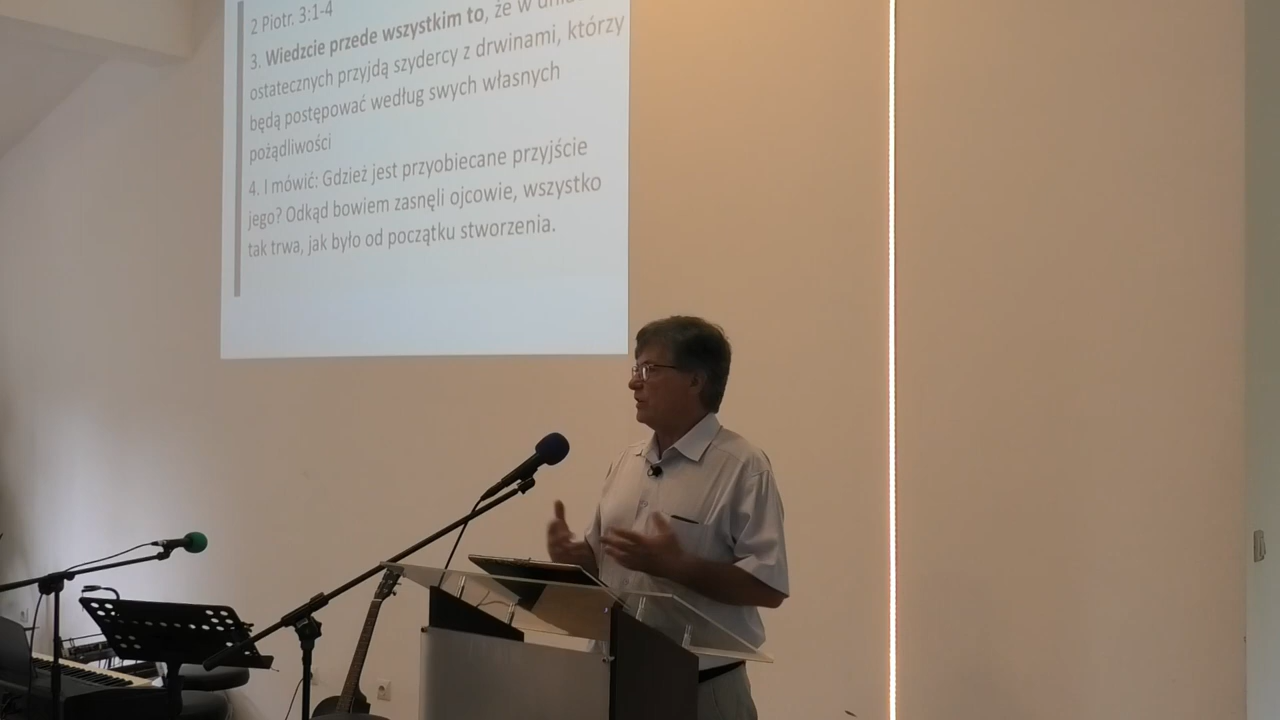 2 Piotr. 3:1-4
3. Wiedzcie przede wszystkim to, że w dniach
ostatecznych przyjdą szydercy z drwinami, którzy
będą postępować według swych własnych
pożądliwości
4. I mówić: Gdzież jest przyobiecane przyjście
jego? Odkąd bowiem zasnęli ojcowie, wszystko
tak trwa, jak było od początku stworzenia.